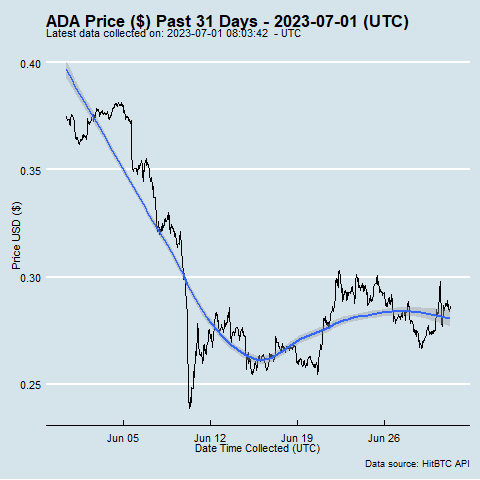 ADA Price ($) Past 31 Days - 2023-07-01 (UTC)
Latest data collected on: 2023-07-01 08:03:42 - UTC
0.40
0.35
0.30
0.25
Price USD ($)
Jun 05
Jun 12
Jun 19
Jun 26
Date Time Collected (UTC)
Data source: HitBTC API